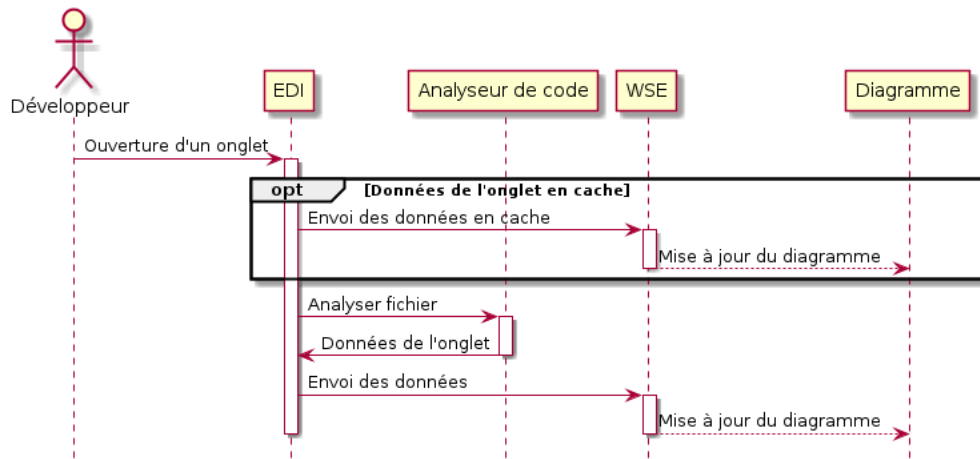 Développeur
EDI
Analyseur de code
WSE
Diagramme
Ouverture d'un onglet
opt
[Données de l'onglet en cache]
Envoi des données en cache
Mise à jour du diagramme
Analyser fichier
Données de l'onglet
Envoi des données
Mise à jour du diagramme